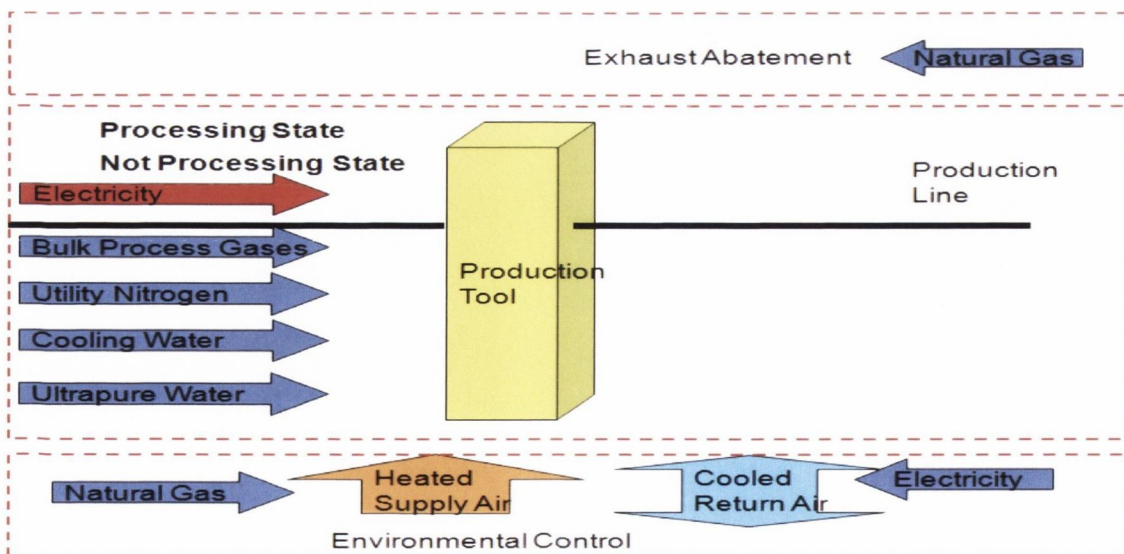 Exhaust Abatement
Natural Gas
Processing State
Not Processing State
Electricity
Production
Line
Bulk Process Gases
Utility Nitrogen
Production
Tool
Cooling Water
Ultrapure Water
Natural Gas
Heated
Supply Air
Cooled
Return Air
Electricity
Environmental Control